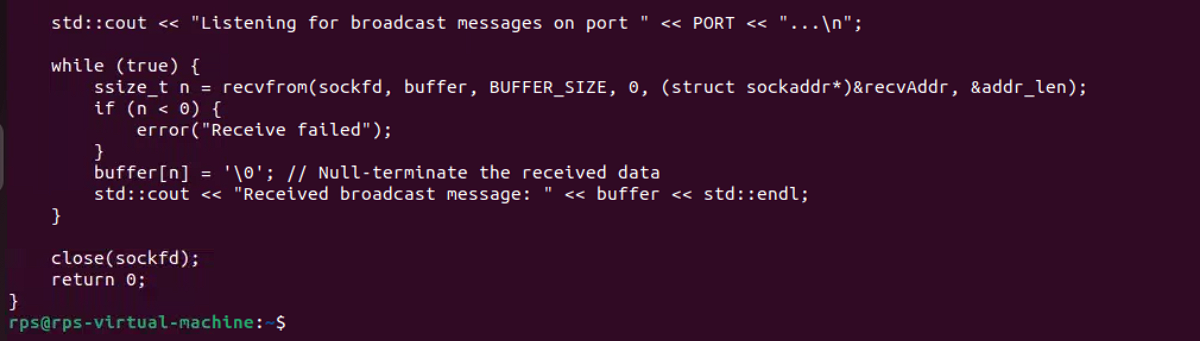 std::cout << "Listening for broadcast messages on port " << PORT << "...\n";
while (true) {
ssize_t n = recvfrom(sockfd, buffer, BUFFER_SIZE, 0, (struct sockaddr*)&recvAddr, &addr_len);
if (n < 0) {
error("Receive failed");
}
buffer[n] = '\0'; // Null-terminate the received data
std::cout << "Received broadcast message: " << buffer << std::endl;
}
close(sockfd);
return 0;
}
rps@rps-virtual-machine:~$